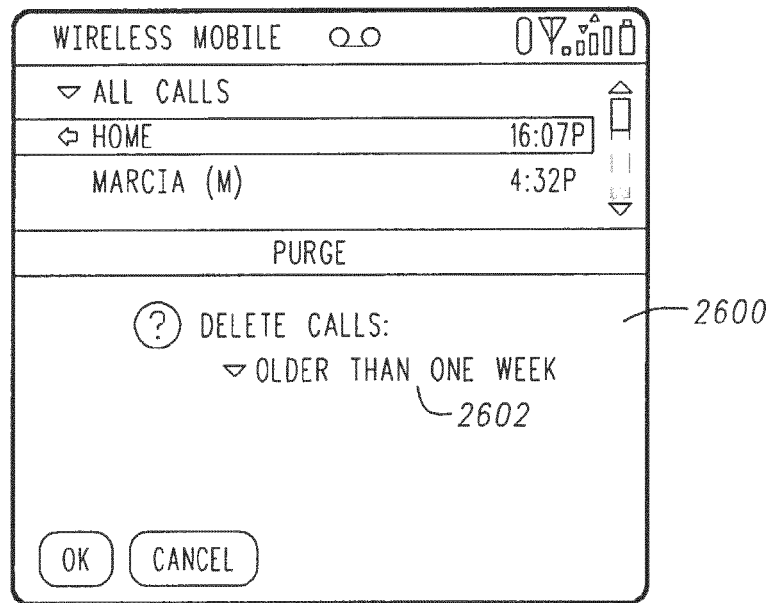 WIRELESS MOBILE
ALL CALLS
HOME 16:07P
MARCIA (M) 4:32P
PURGE
? DELETE CALLS:
OLDER THAN ONE WEEK
2600
2602
OK CANCEL